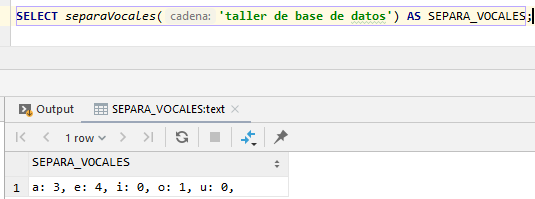 SELECT separaVocales( cadena: 'taller de base de datos') AS SEPARA_VOCALES;
Output SEPARA_VOCALES:text
1 row
SEPARA_VOCALES
1 a: 3, e: 4, i: 0, o: 1, u: 0,